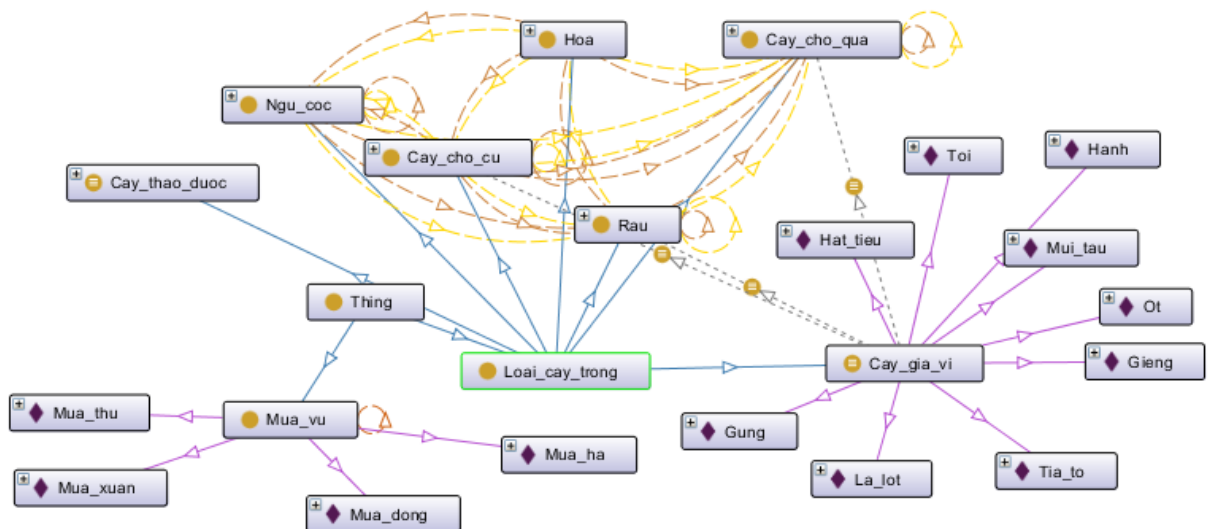 Hoa
Cay_cho_qua
Ngu_coc
Cay_cho_cu
Toi
Hanh
Cay_thao_duoc
Rau
Hat_tieu
Mui_tau
Thing
Ot
Loai_cay_trong
Cay_gia_vi
Gieng
Mua_thu
Mua_vu
Gung
Mua_ha
Mua_xuan
La_lot
Tia_to
Mua_dong